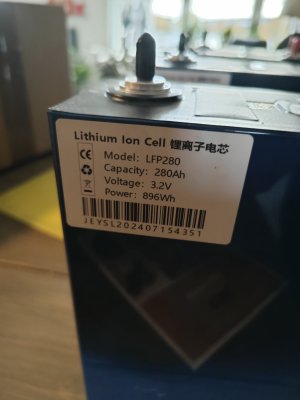 Lithium Ion Cell 锂离子电芯
Model: LFP280
Capacity: 280Ah
Voltage: 3.2V
Power: 896Wh
JEYSL202407154351